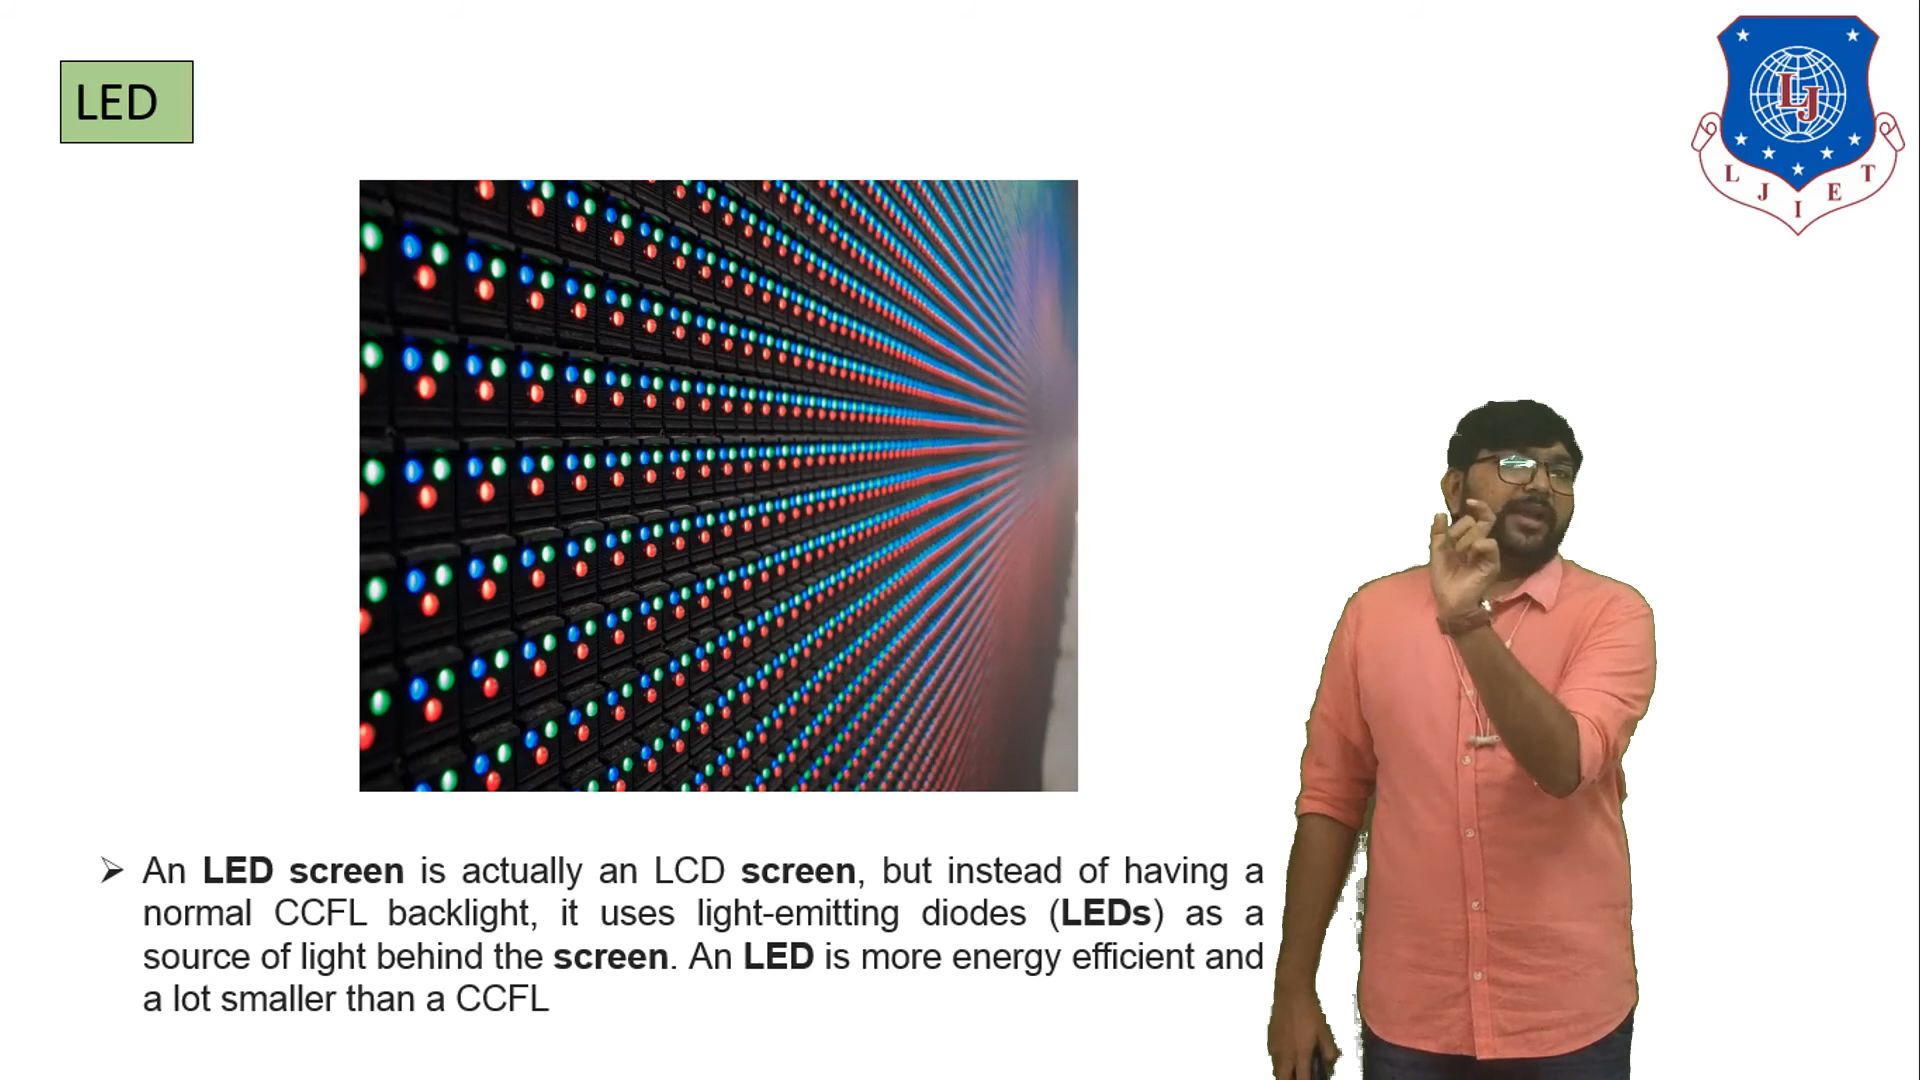 LED
LJ
L J I E T
➢ An LED screen is actually an LCD screen, but instead of having a
normal CCFL backlight, it uses light-emitting diodes (LEDs) as a
source of light behind the screen. An LED is more energy efficient and
a lot smaller than a CCFL